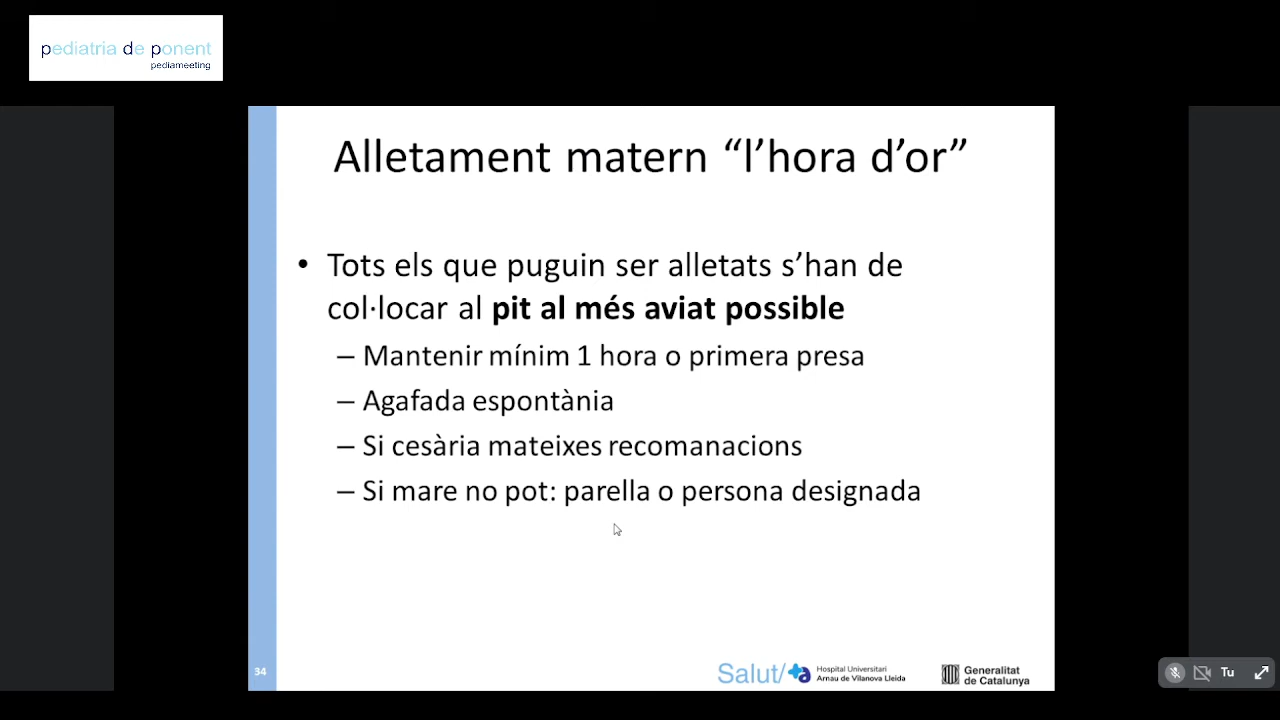 pediatria de ponent
pediameeting
Alletament matern “l’hora d’or”
• Tots els que puguin ser alletats s’han de
col·locar al pit al més aviat possible
– Mantenir mínim 1 hora o primera presa
– Agafada espontània
– Si cesària mateixes recomanacions
– Si mare no pot: parella o persona designada
34
Salut/
Hospital Universitari
Arnau de Vilanova Lleida
Generalitat
de Catalunya
Tu